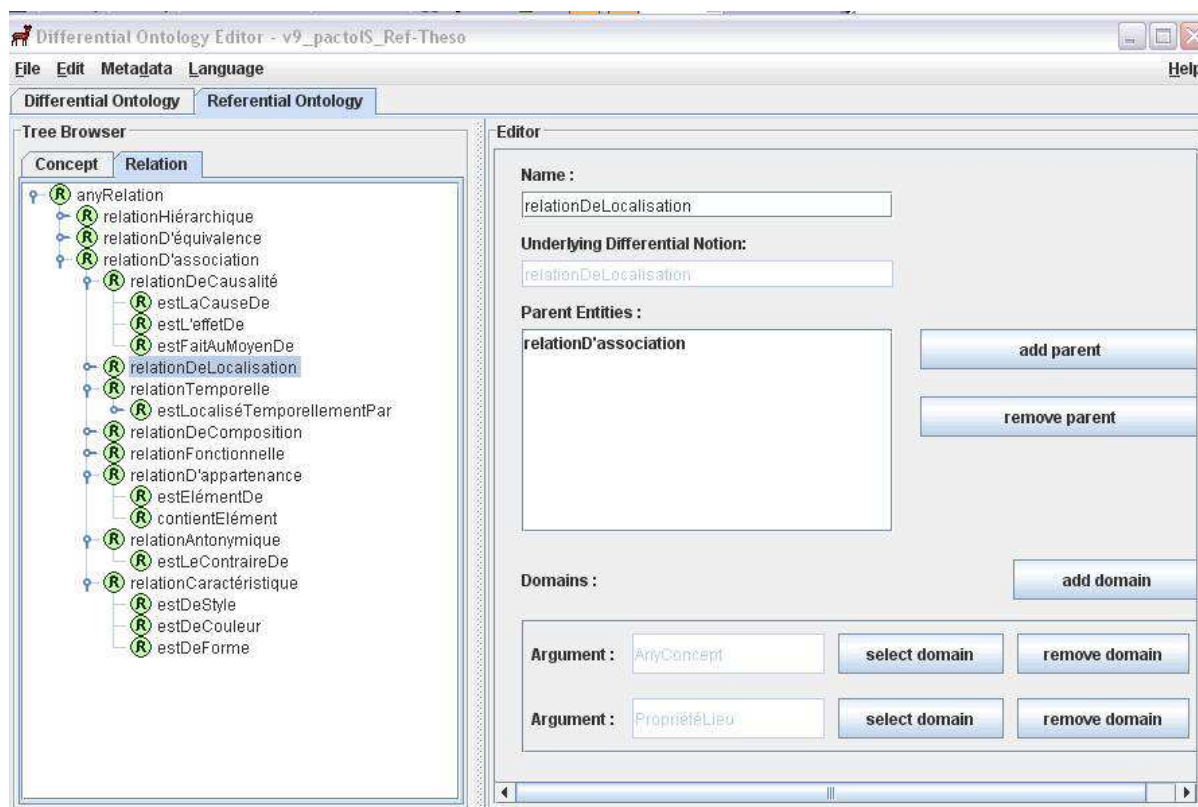 Differential Ontology Editor - v9_pactolS_Ref-Theso
File Edit Metadata Language Help
Differential Ontology Referential Ontology
Tree Browser
Concept Relation
anyRelation
relationHiérarchique
relationD'équivalence
relationD'association
relationDeCausalité
estLaCauseDe
estL'effetDe
estFaitAuMoyenDe
relationDeLocalisation
relationTemporelle
estLocaliséTemporellementPar
relationDeComposition
relationFonctionnelle
relationD'appartenance
estElémentDe
contientElément
relationAntonymique
estLeContraireDe
relationCaractéristique
estDeStyle
estDeCouleur
estDeForme
Editor
Name :
relationDeLocalisation
Underlying Differential Notion:
relationDeLocalisation
Parent Entities :
relationD'association
add parent
remove parent
Domains :
add domain
Argument : AnyConcept select domain remove domain
Argument : PropriétéLieu select domain remove domain